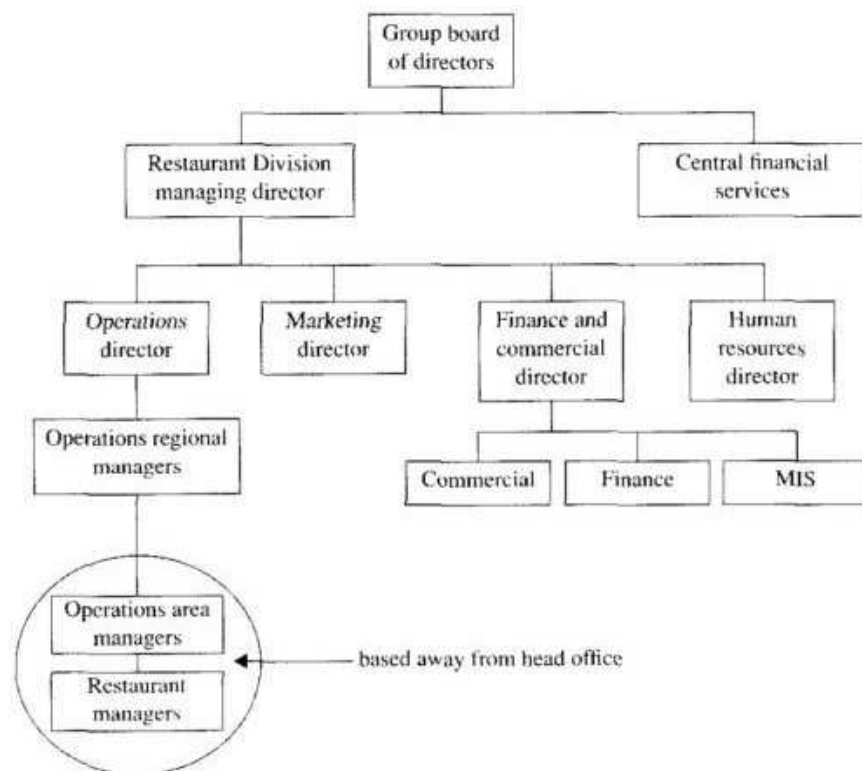 Group board
of directors
Restaurant Division
managing director
Central financial
services
Operations
director
Marketing
director
Finance and
commercial
director
Human
resources
director
Operations regional
managers
Commercial
Finance
MIS
Operations area
managers
based away from head office
Restaurant
managers